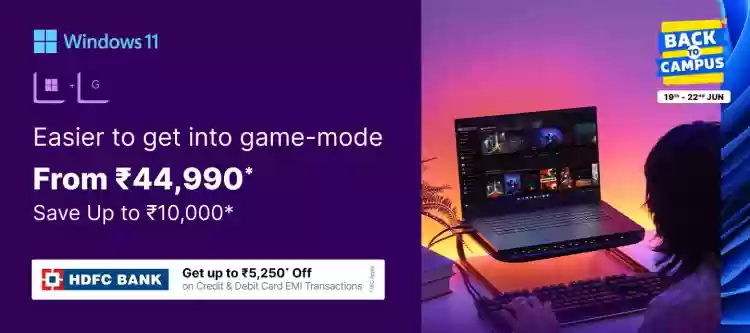 Windows 11
+ G
Easier to get into game-mode
From ₹44,990*
Save Up to ₹10,000*
HDFC BANK
Get up to ₹5,250* Off
on Credit & Debit Card EMI Transactions
*T&C Apply
BACK
TO
CAMPUS
19th - 22nd JUN